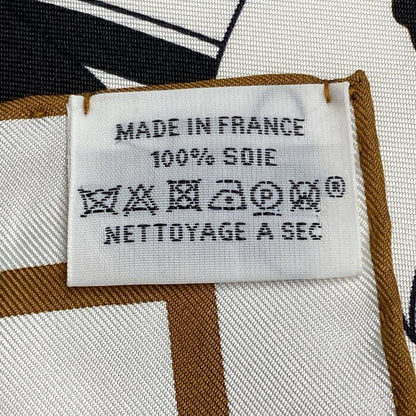 MADE IN FRANCE
100% SOIE
P ®
NETTOYAGE A SEC